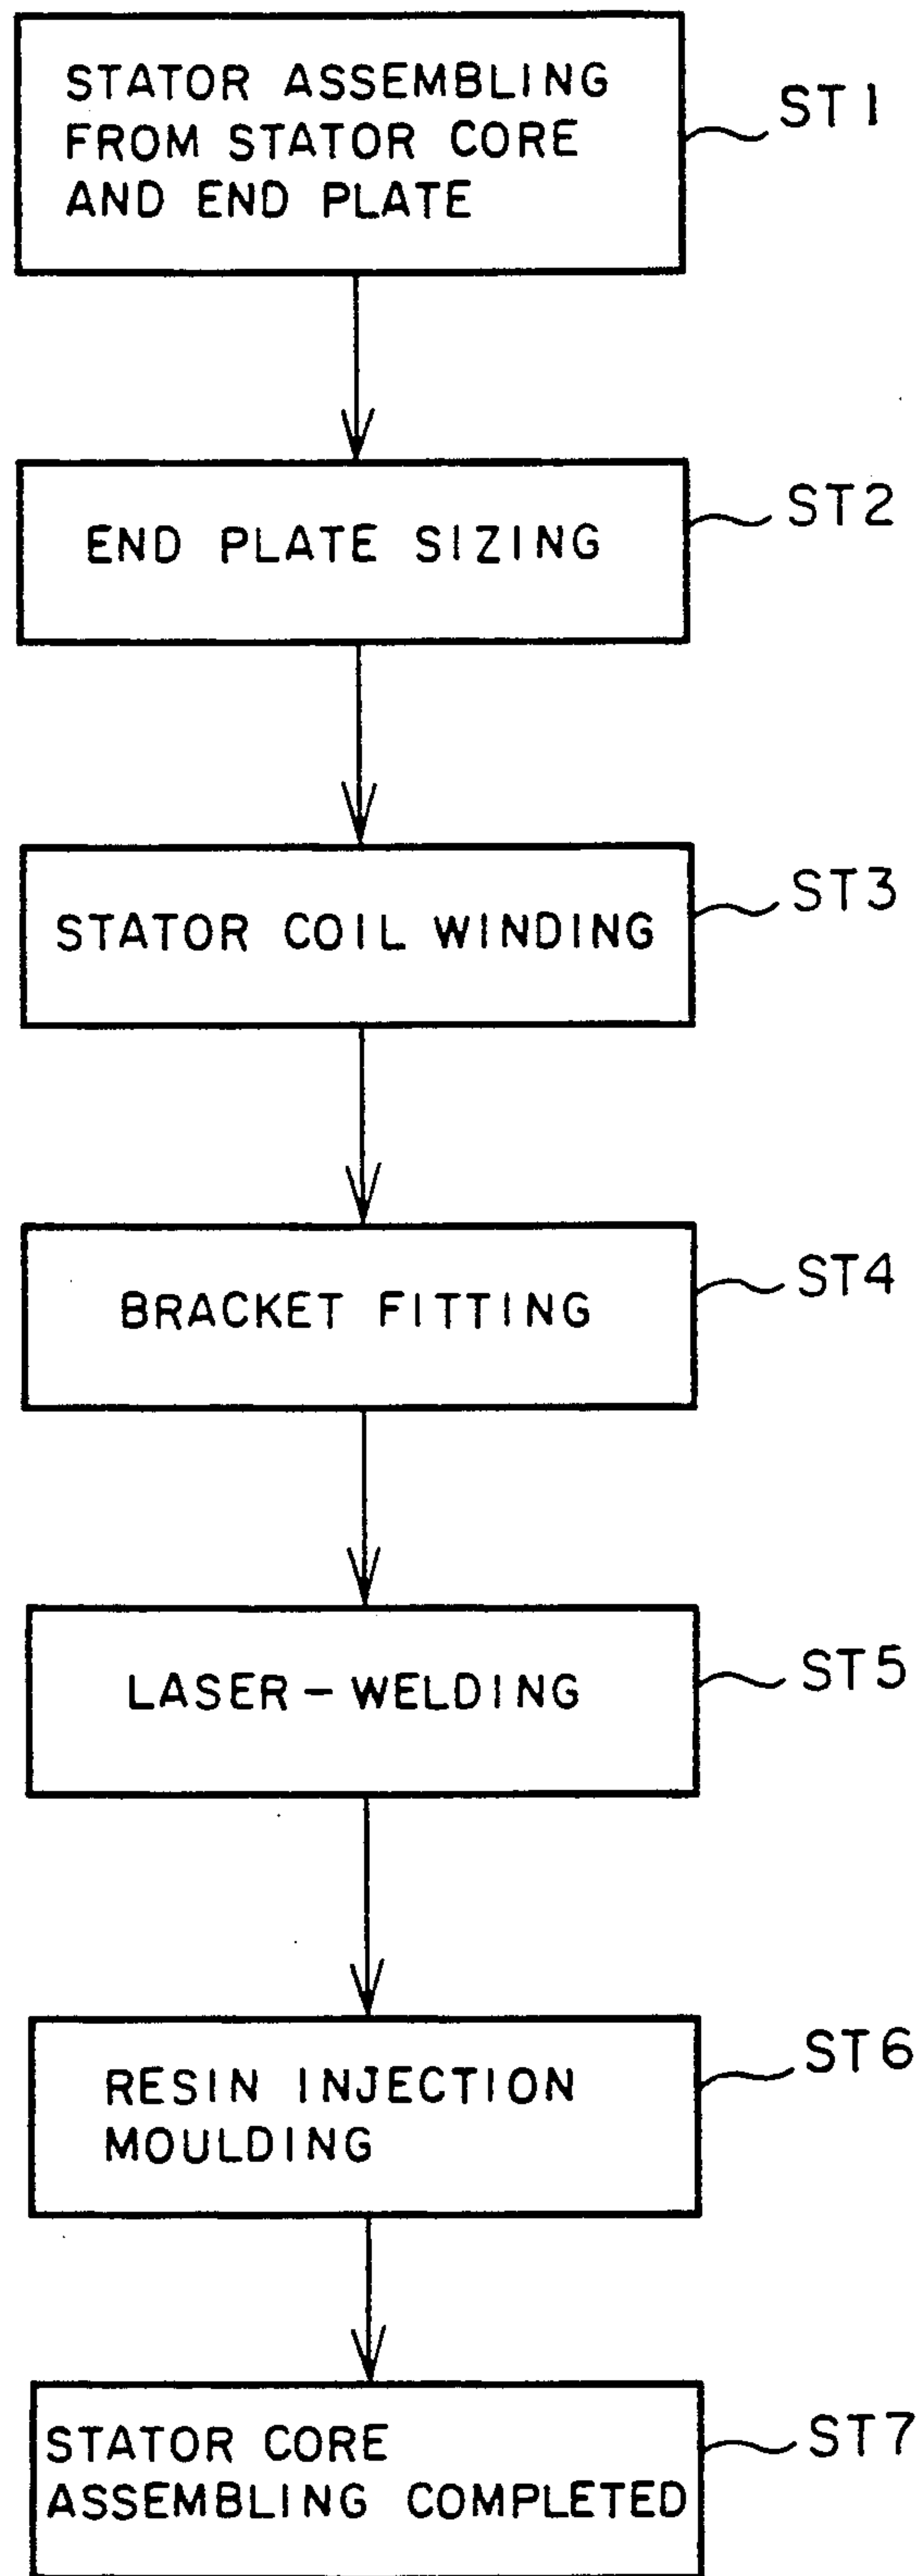 STATOR ASSEMBLING
FROM STATOR CORE
AND END PLATE
ST1
END PLATE SIZING
ST2
STATOR COIL WINDING
ST3
BRACKET FITTING
ST4
LASER-WELDING
ST5
RESIN INJECTION
MOULDING
ST6
STATOR CORE
ASSEMBLING COMPLETED
ST7